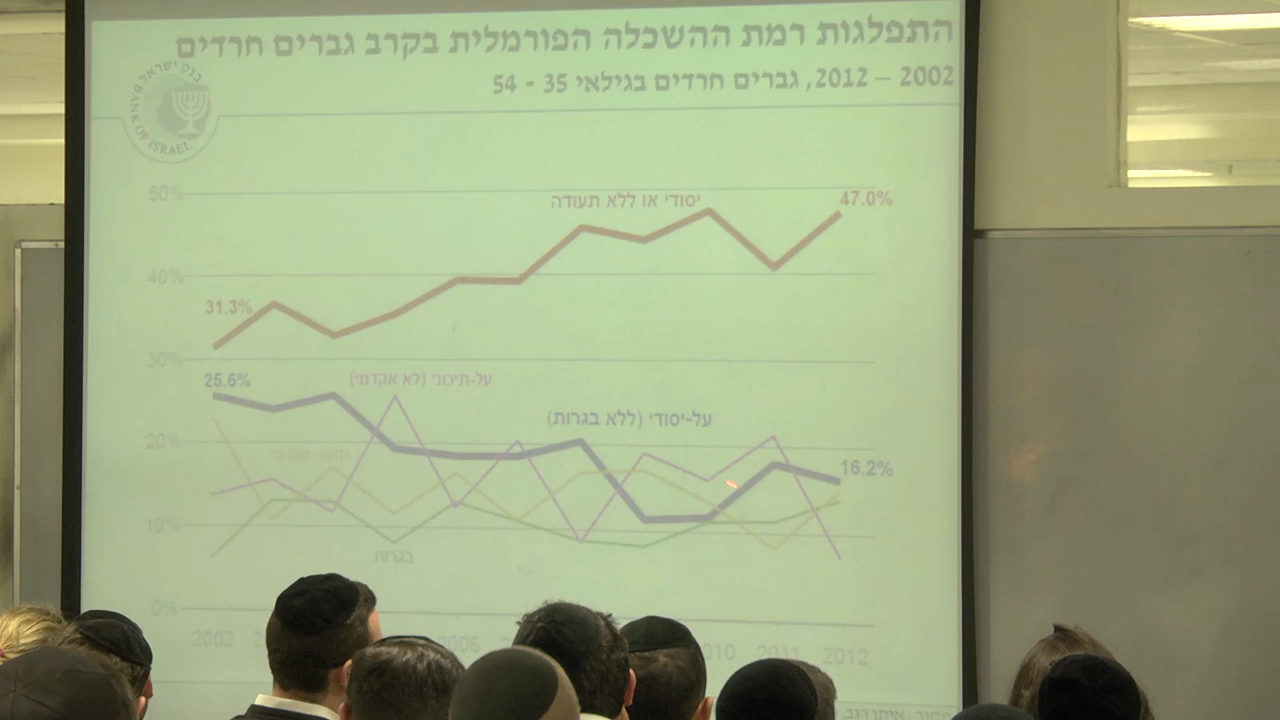 התפלגות רמת ההשכלה הפורמלית בקרב גברים חרדים
2002 – 2012, גברים חרדים בגילאי 35 - 54
בנק ישראל
BANK OF ISRAEL
50%
יסודי או ללא תעודה
47.0%
40%
31.3%
30%
25.6%
על-תיכוני (לא אקדמי)
על-יסודי (ללא בגרות)
20%
תואר אקדמי
16.2%
10%
בגרות
0%
2002
2011
2012